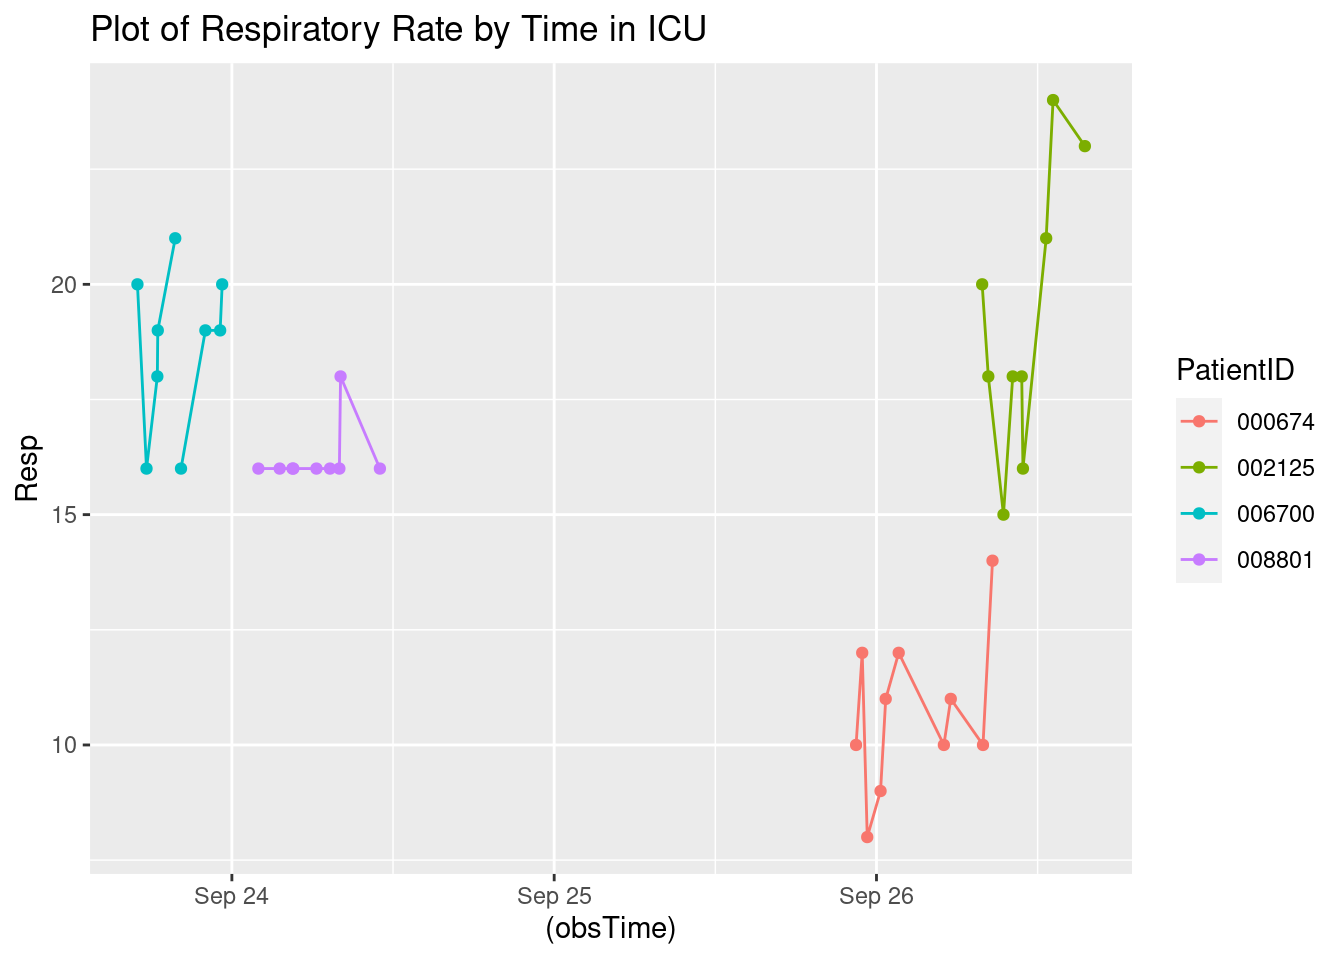 Plot of Respiratory Rate by Time in ICU
Resp
20
15
10
Sep 24
Sep 25
Sep 26
(obsTime)
PatientID
000674
002125
006700
008801